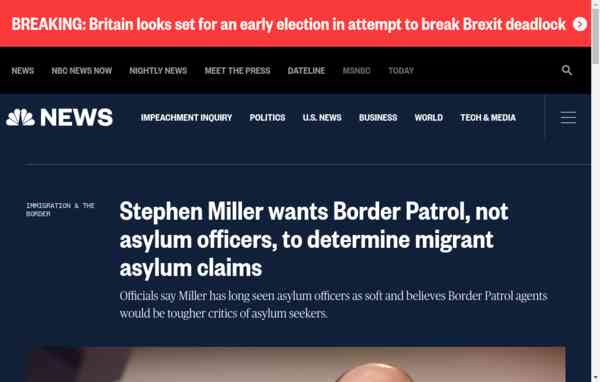 BREAKING: Britain looks set for an early election in attempt to break Brexit deadlock
NEWS NBC NEWS NOW NIGHTLY NEWS MEET THE PRESS DATELINE MSNBC TODAY
NEWS IMPEACHMENT INQUIRY POLITICS U.S. NEWS BUSINESS WORLD TECH & MEDIA
IMMIGRATION & THE
BORDER
Stephen Miller wants Border Patrol, not
asylum officers, to determine migrant
asylum claims
Officials say Miller has long seen asylum officers as soft and believes Border Patrol agents
would be tougher critics of asylum seekers.